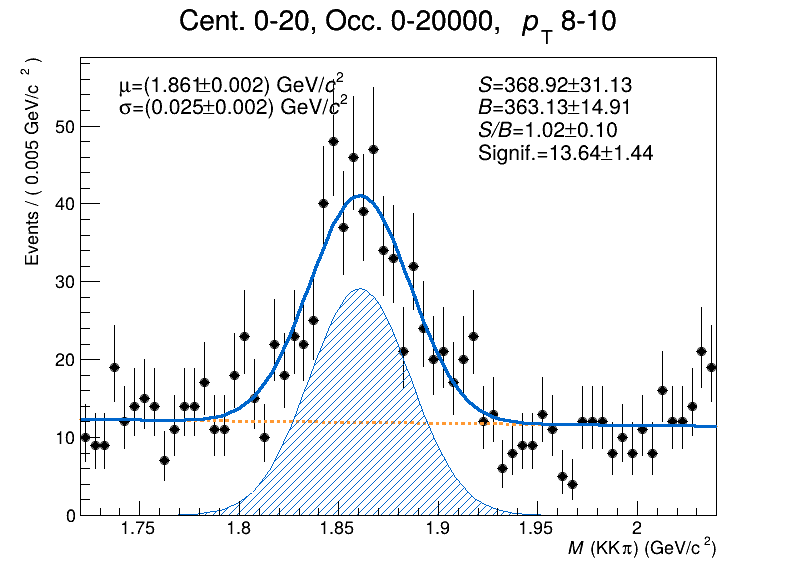 Cent. 0-20, Occ. 0-20000, p_T 8-10
Events / ( 0.005 GeV/c² )
μ=(1.861±0.002) GeV/c²
σ=(0.025±0.002) GeV/c²
S=368.92±31.13
B=363.13±14.91
S/B=1.02±0.10
Signif.=13.64±1.44
50
40
30
20
10
0
1.75 1.8 1.85 1.9 1.95 2
M (KKπ) (GeV/c²)